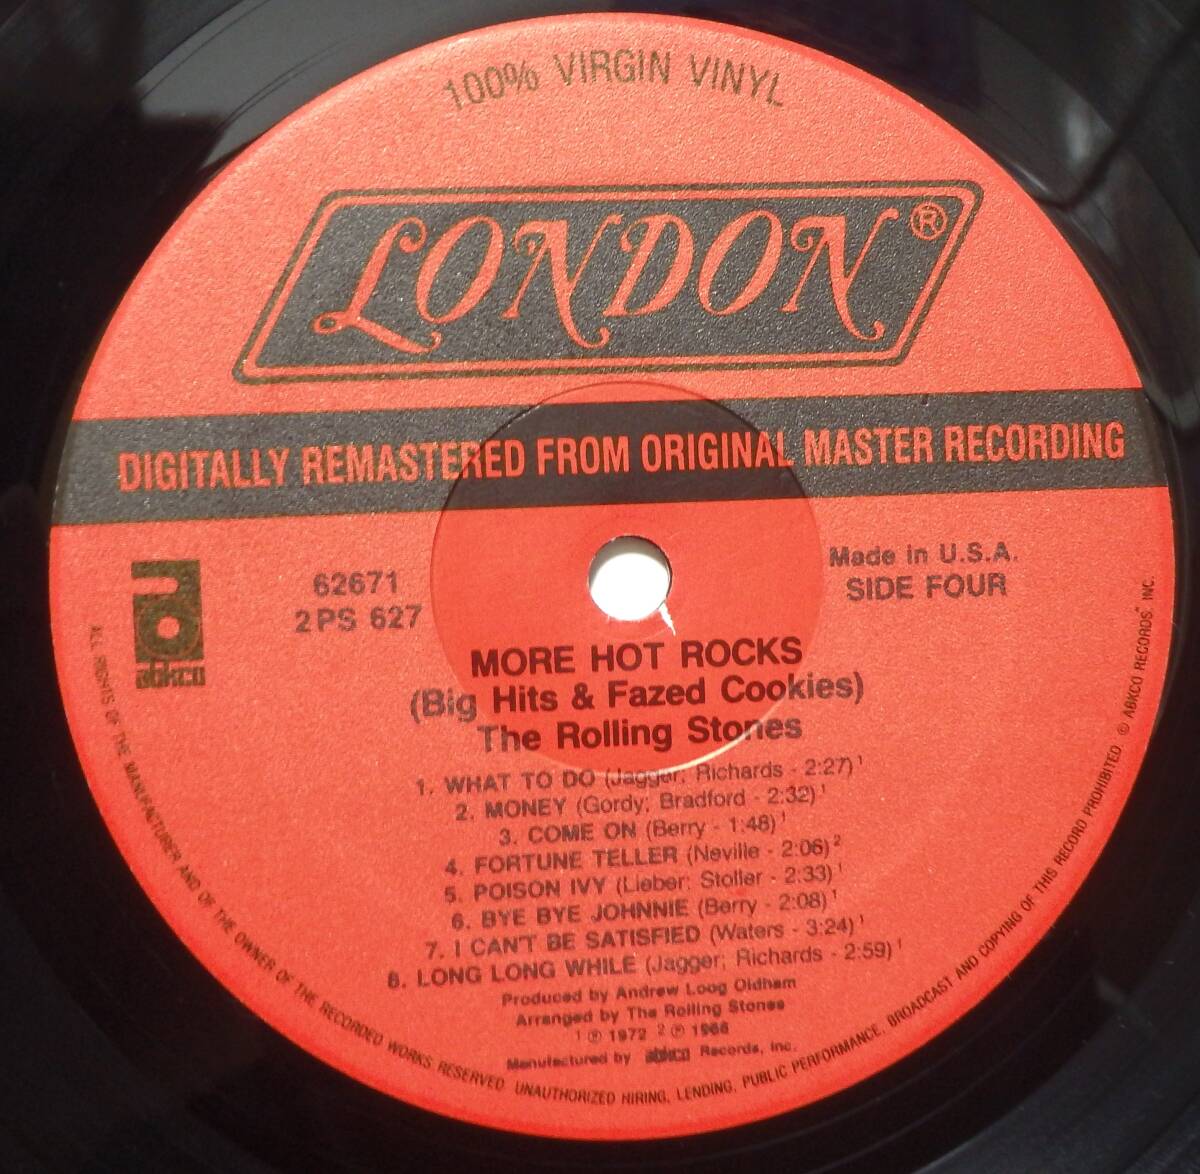 100% VIRGIN VINYL
LONDON®
DIGITALLY REMASTERED FROM ORIGINAL MASTER RECORDING
abkco
62671
2PS 627
Made in U.S.A.
SIDE FOUR
MORE HOT ROCKS
(Big Hits & Fazed Cookies)
The Rolling Stones
1. WHAT TO DO (Jagger; Richards - 2:27)¹
2. MONEY (Gordy; Bradford - 2:32)¹
3. COME ON (Berry - 1:48)¹
4. FORTUNE TELLER (Neville - 2:06)²
5. POISON IVY (Lieber; Stoller - 2:33)¹
6. BYE BYE JOHNNIE (Berry - 2:08)¹
7. I CAN'T BE SATISFIED (Waters - 3:24)¹
8. LONG LONG WHILE (Jagger; Richards - 2:59)¹
Produced by Andrew Loog Oldham
Arranged by The Rolling Stones
¹ ℗ 1972 ² ℗ 1966
Manufactured by abkco Records, Inc.
ALL RIGHTS OF THE MANUFACTURER AND OF THE OWNER OF THE RECORDED WORKS RESERVED. UNAUTHORIZED HIRING, LENDING, PUBLIC PERFORMANCE, BROADCAST AND COPYING OF THIS RECORD PROHIBITED. © ABKCO RECORDS, INC.